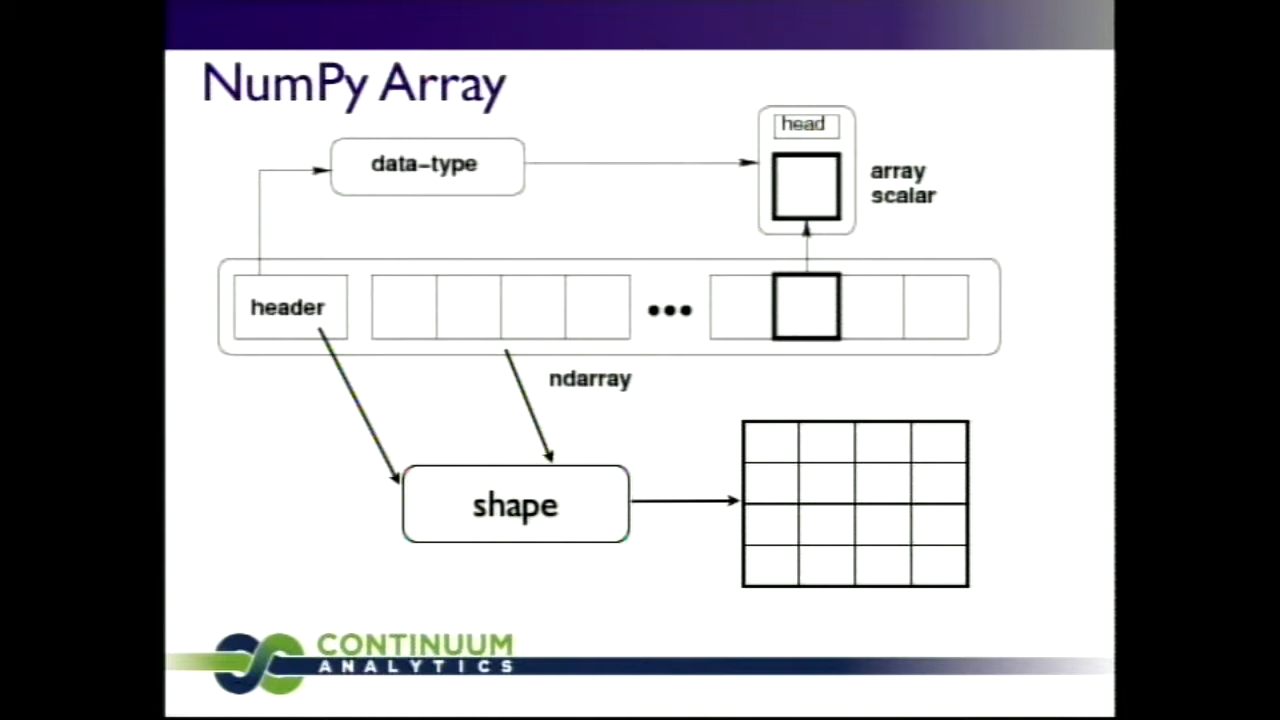 NumPy Array
head
data-type
array
scalar
header
•••
ndarray
shape
CONTINUUM
ANALYTICS